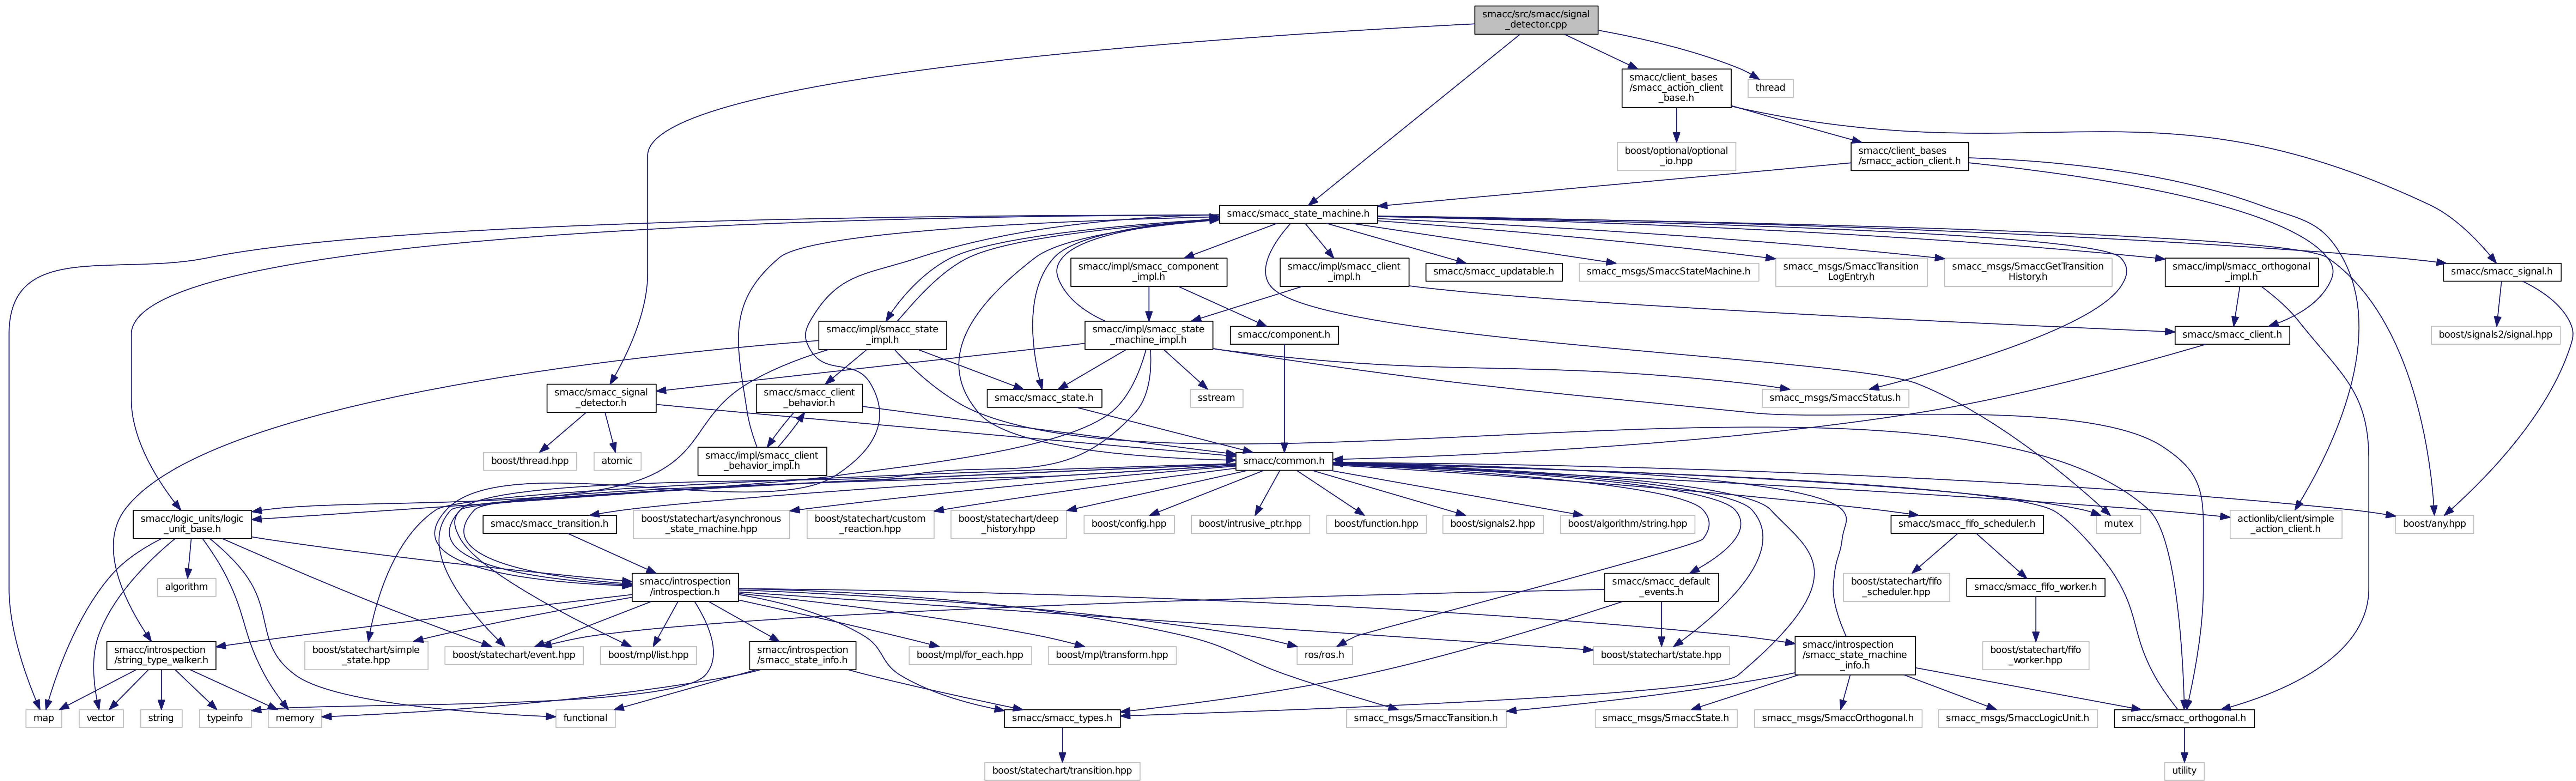 smacc/src/smacc/signal
_detector.cpp
smacc/client_bases
/smacc_action_client
_base.h
thread
boost/optional/optional
_io.hpp
smacc/client_bases
/smacc_action_client.h
smacc/smacc_state_machine.h
smacc/impl/smacc_component
_impl.h
smacc/impl/smacc_client
_impl.h
smacc/smacc_updatable.h
smacc_msgs/SmaccStateMachine.h
smacc_msgs/SmaccTransition
LogEntry.h
smacc_msgs/SmaccGetTransition
History.h
smacc/impl/smacc_orthogonal
_impl.h
smacc/smacc_signal.h
smacc/impl/smacc_state
_impl.h
smacc/impl/smacc_state
_machine_impl.h
smacc/component.h
smacc/smacc_client.h
boost/signals2/signal.hpp
smacc/smacc_signal
_detector.h
smacc/smacc_client
_behavior.h
smacc/smacc_state.h
sstream
smacc_msgs/SmaccStatus.h
boost/thread.hpp
atomic
smacc/impl/smacc_client
_behavior_impl.h
smacc/common.h
smacc/logic_units/logic
_unit_base.h
smacc/smacc_transition.h
boost/statechart/asynchronous
_state_machine.hpp
boost/statechart/custom
_reaction.hpp
boost/statechart/deep
_history.hpp
boost/config.hpp
boost/intrusive_ptr.hpp
boost/function.hpp
boost/signals2.hpp
boost/algorithm/string.hpp
smacc/smacc_fifo_scheduler.h
mutex
actionlib/client/simple
_action_client.h
boost/any.hpp
algorithm
smacc/introspection
/introspection.h
smacc/smacc_default
_events.h
boost/statechart/fifo
_scheduler.hpp
smacc/smacc_fifo_worker.h
smacc/introspection
/string_type_walker.h
boost/statechart/simple
_state.hpp
boost/statechart/event.hpp
boost/mpl/list.hpp
smacc/introspection
/smacc_state_info.h
boost/mpl/for_each.hpp
boost/mpl/transform.hpp
ros/ros.h
boost/statechart/state.hpp
smacc/introspection
/smacc_state_machine
_info.h
boost/statechart/fifo
_worker.hpp
map
vector
string
typeinfo
memory
functional
smacc/smacc_types.h
smacc_msgs/SmaccTransition.h
smacc_msgs/SmaccState.h
smacc_msgs/SmaccOrthogonal.h
smacc_msgs/SmaccLogicUnit.h
smacc/smacc_orthogonal.h
boost/statechart/transition.hpp
utility